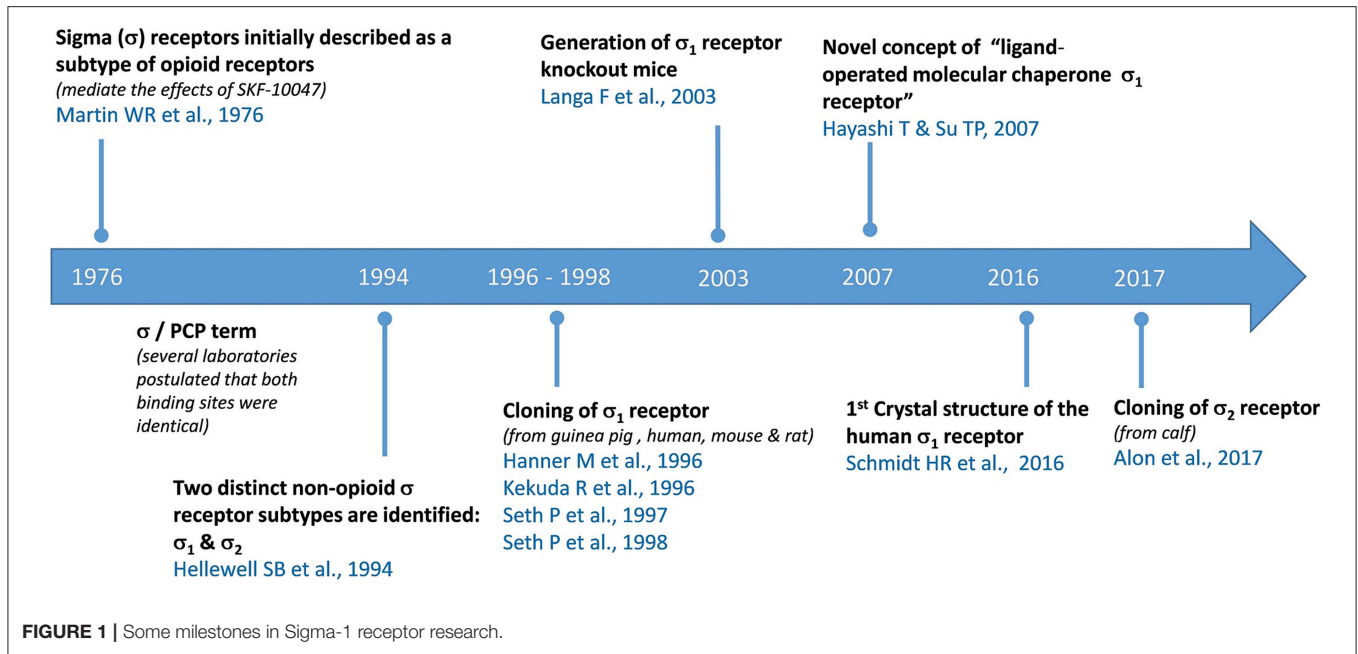 Sigma (σ) receptors initially described as a
subtype of opioid receptors
(mediate the effects of SKF-10047)
Martin WR et al., 1976
Generation of σ₁ receptor
knockout mice
Langa F et al., 2003
Novel concept of “ligand-
operated molecular chaperone σ₁
receptor”
Hayashi T & Su TP, 2007
1976 1994 1996 - 1998 2003 2007 2016 2017
σ / PCP term
(several laboratories
postulated that both
binding sites were
identical)
Two distinct non-opioid σ
receptor subtypes are identified:
σ₁ & σ₂
Hellewell SB et al., 1994
Cloning of σ₁ receptor
(from guinea pig , human, mouse & rat)
Hanner M et al., 1996
Kekuda R et al., 1996
Seth P et al., 1997
Seth P et al., 1998
1st Crystal structure of the
human σ₁ receptor
Schmidt HR et al., 2016
Cloning of σ₂ receptor
(from calf)
Alon et al., 2017
FIGURE 1 | Some milestones in Sigma-1 receptor research.